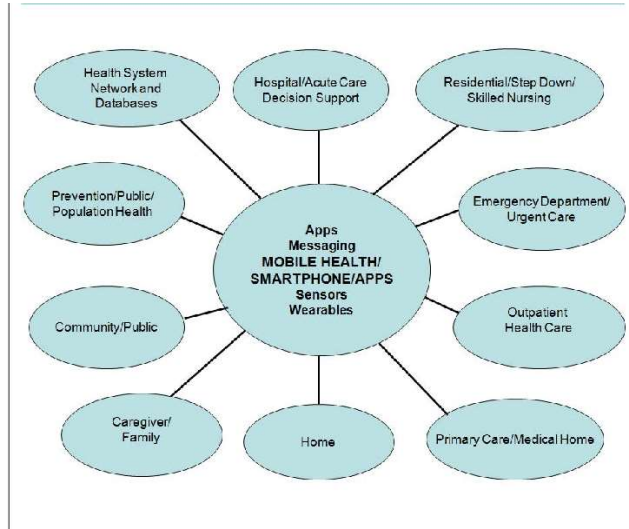 Health System
Network and
Databases
Hospital/Acute Care
Decision Support
Residential/Step Down/
Skilled Nursing
Prevention/Public/
Population Health
Emergency Department/
Urgent Care
Apps
Messaging
MOBILE HEALTH/
SMARTPHONE/APPS
Sensors
Wearables
Community/Public
Outpatient
Health Care
Caregiver/
Family
Home
Primary Care/Medical Home